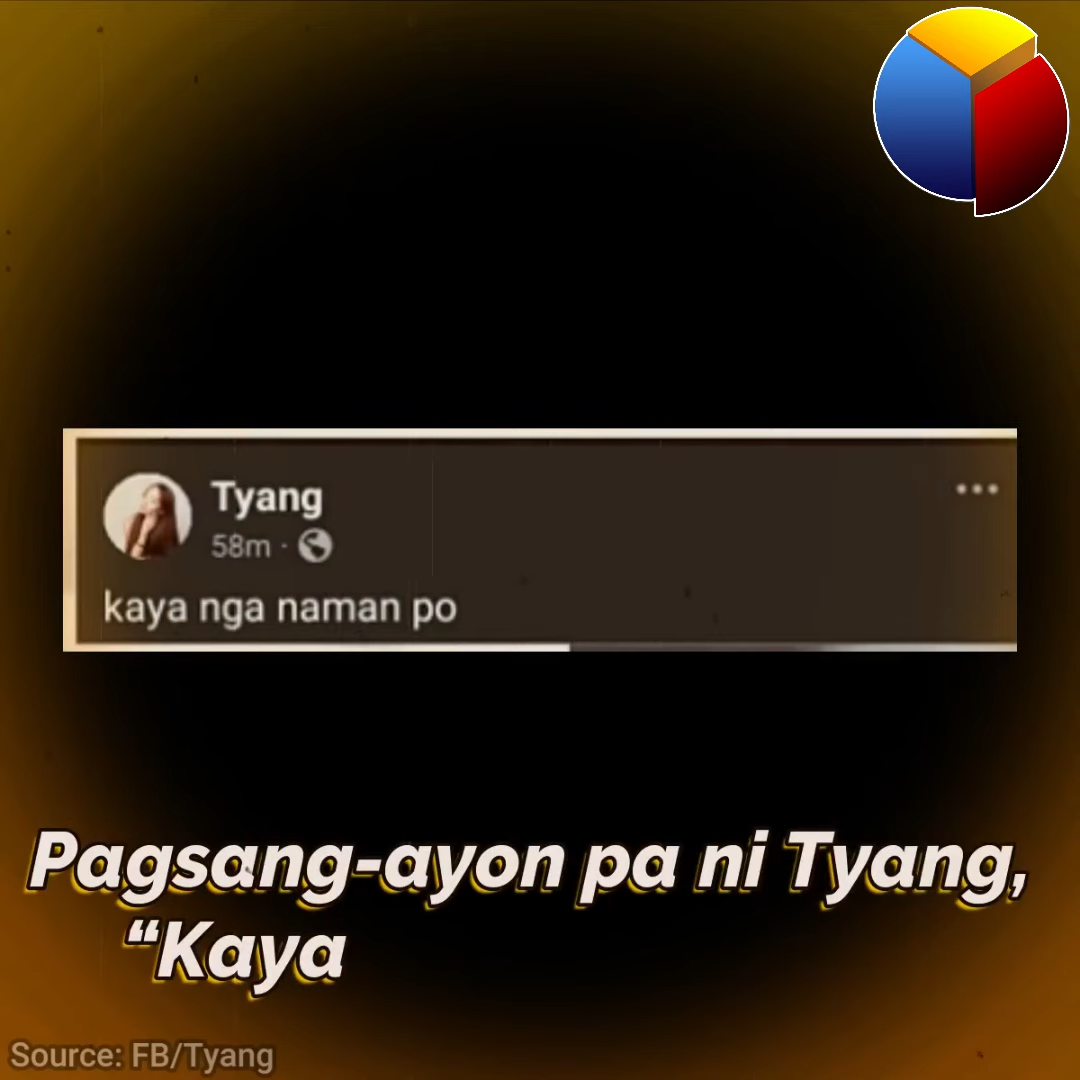 Tyang
58m ·
kaya nga naman po
Pagsang-ayon pa ni Tyang,
“Kaya
Source: FB/Tyang